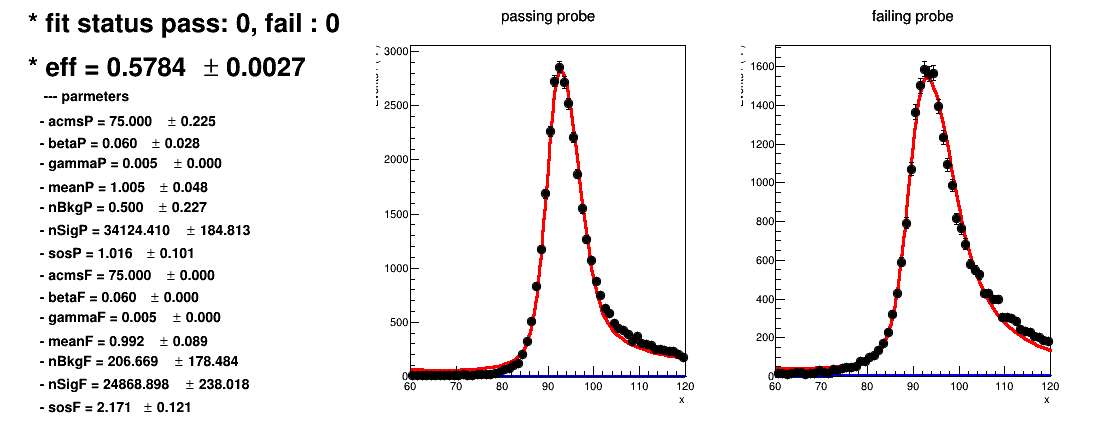 * fit status pass: 0, fail : 0
* eff = 0.5784 ± 0.0027
--- parmeters
- acmsP = 75.000 ± 0.225
- betaP = 0.060 ± 0.028
- gammaP = 0.005 ± 0.000
- meanP = 1.005 ± 0.048
- nBkgP = 0.500 ± 0.227
- nSigP = 34124.410 ± 184.813
- sosP = 1.016 ± 0.101
- acmsF = 75.000 ± 0.000
- betaF = 0.060 ± 0.000
- gammaF = 0.005 ± 0.000
- meanF = 0.992 ± 0.089
- nBkgF = 206.669 ± 178.484
- nSigF = 24868.898 ± 238.018
- sosF = 2.171 ± 0.121
passing probe
3000
2500
2000
1500
1000
500
0
60 70 80 90 100 110 120
x
failing probe
1600
1400
1200
1000
800
600
400
200
0
60 70 80 90 100 110 120
x